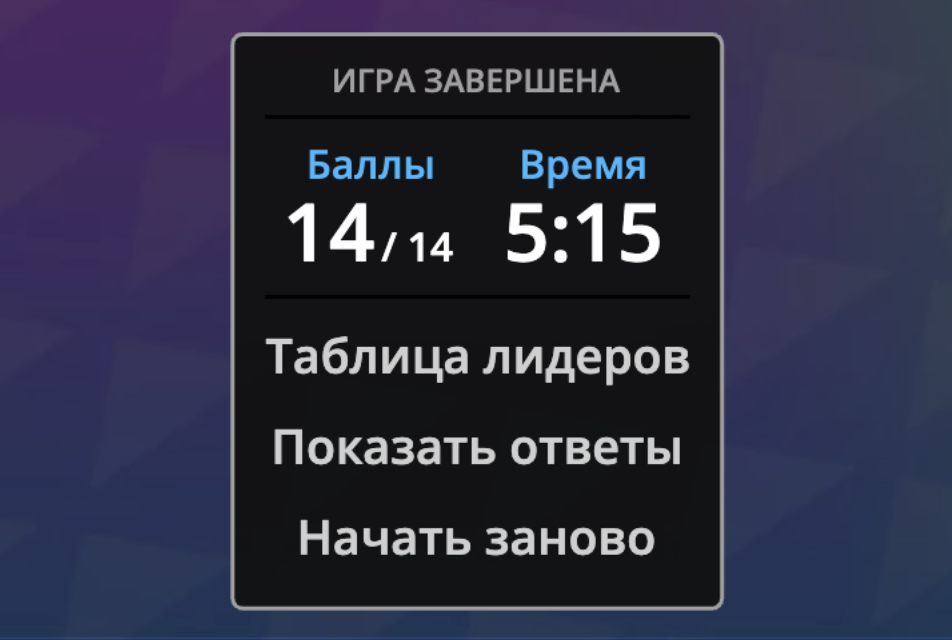 ИГРА ЗАВЕРШЕНА
Баллы Время
14 / 14 5:15
Таблица лидеров
Показать ответы
Начать заново